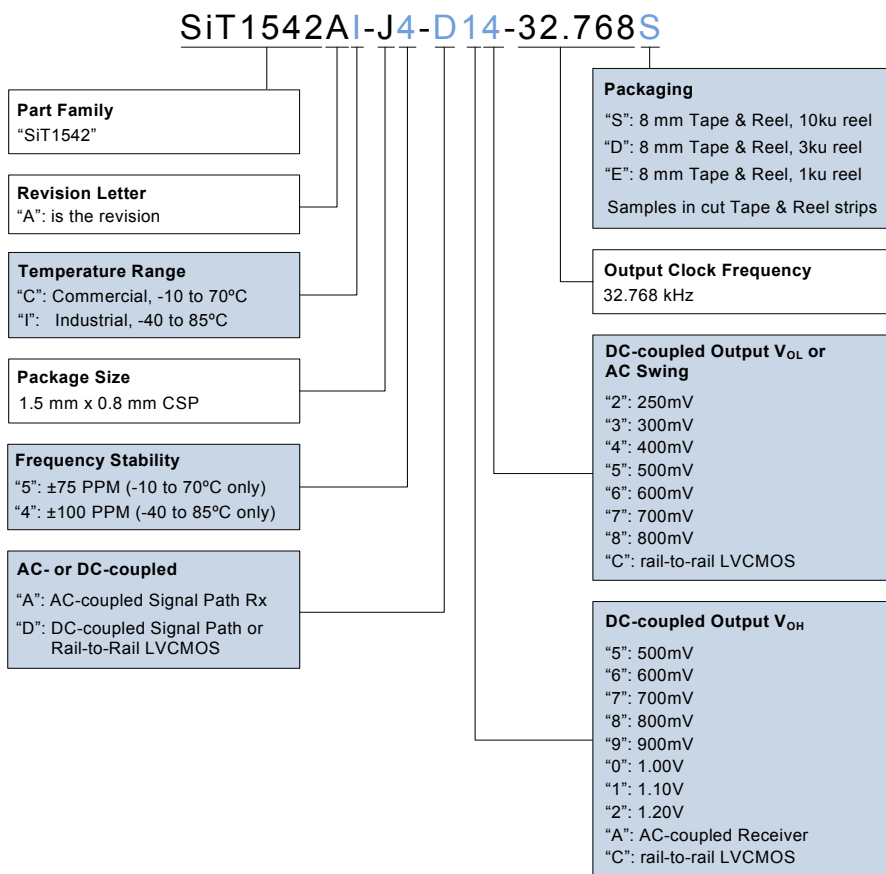 SiT1542AI-J4-D14-32.768S
Part Family
“SiT1542”
Revision Letter
“A”: is the revision
Temperature Range
“C”: Commercial, -10 to 70ºC
“I”: Industrial, -40 to 85ºC
Package Size
1.5 mm x 0.8 mm CSP
Frequency Stability
“5”: ±75 PPM (-10 to 70ºC only)
“4”: ±100 PPM (-40 to 85ºC only)
AC- or DC-coupled
“A”: AC-coupled Signal Path Rx
“D”: DC-coupled Signal Path or
Rail-to-Rail LVCMOS
Packaging
“S”: 8 mm Tape & Reel, 10ku reel
“D”: 8 mm Tape & Reel, 3ku reel
“E”: 8 mm Tape & Reel, 1ku reel
Samples in cut Tape & Reel strips
Output Clock Frequency
32.768 kHz
DC-coupled Output VOL or
AC Swing
“2”: 250mV
“3”: 300mV
“4”: 400mV
“5”: 500mV
“6”: 600mV
“7”: 700mV
“8”: 800mV
“C”: rail-to-rail LVCMOS
DC-coupled Output VOH
“5”: 500mV
“6”: 600mV
“7”: 700mV
“8”: 800mV
“9”: 900mV
“0”: 1.00V
“1”: 1.10V
“2”: 1.20V
“A”: AC-coupled Receiver
“C”: rail-to-rail LVCMOS